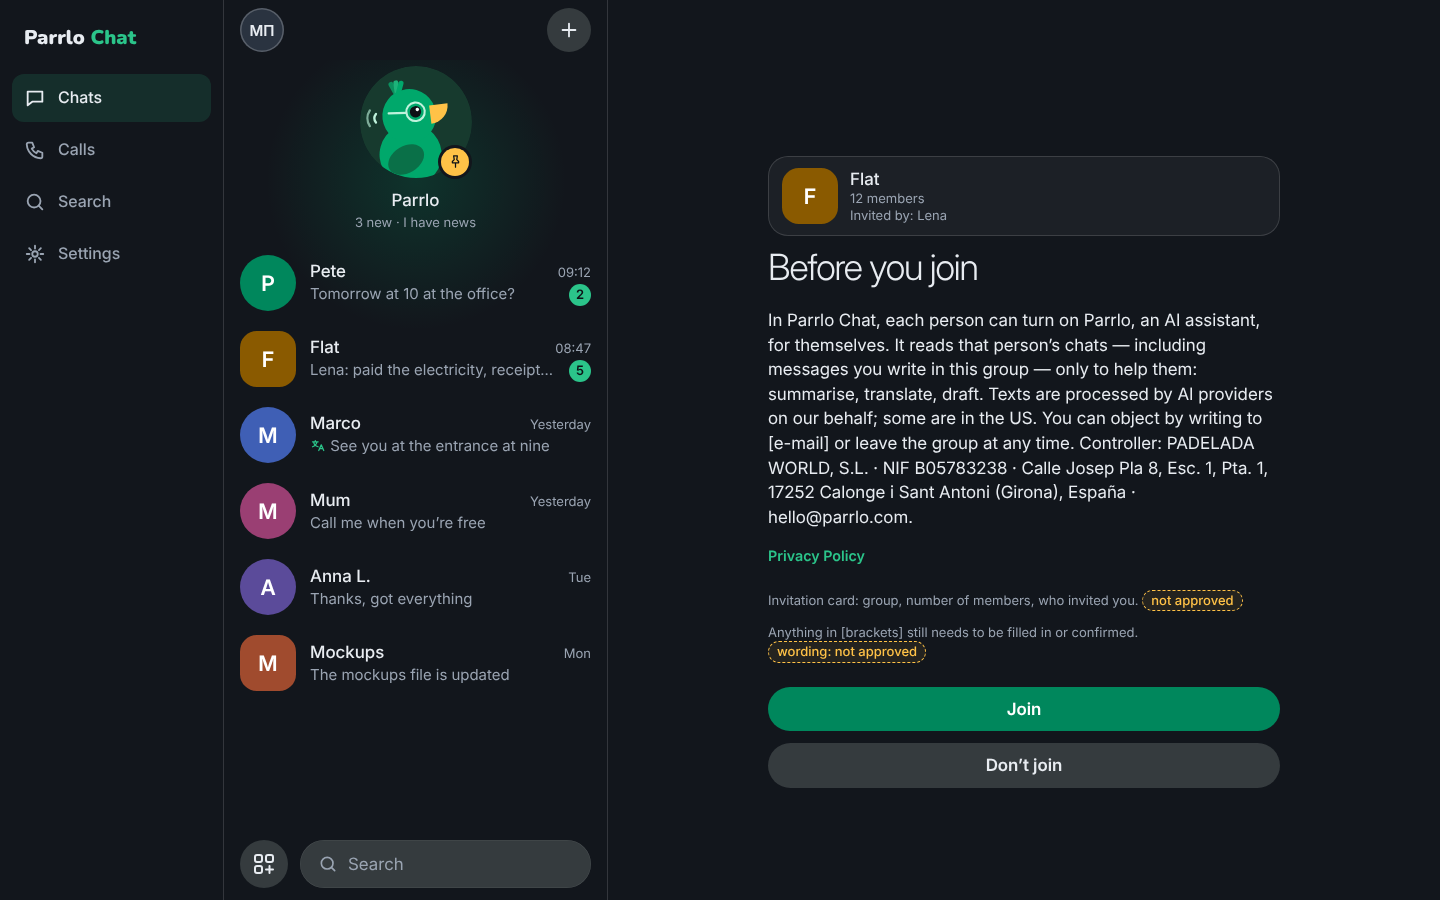 Parrlo Chat
Chats
Calls
Search
Settings
МП
Parrlo
3 new · I have news
P
Pete
09:12
Tomorrow at 10 at the office?
2
F
Flat
08:47
Lena: paid the electricity, receipt...
5
M
Marco
Yesterday
See you at the entrance at nine
M
Mum
Yesterday
Call me when you’re free
A
Anna L.
Tue
Thanks, got everything
M
Mockups
Mon
The mockups file is updated
Search
F
Flat
12 members
Invited by: Lena
Before you join
In Parrlo Chat, each person can turn on Parrlo, an AI assistant,
for themselves. It reads that person’s chats — including
messages you write in this group — only to help them:
summarise, translate, draft. Texts are processed by AI providers
on our behalf; some are in the US. You can object by writing to
[e-mail] or leave the group at any time. Controller: PADELADA
WORLD, S.L. · NIF B05783238 · Calle Josep Pla 8, Esc. 1, Pta. 1,
17252 Calonge i Sant Antoni (Girona), España ·
hello@parrlo.com.
Privacy Policy
Invitation card: group, number of members, who invited you. not approved
Anything in [brackets] still needs to be filled in or confirmed.
wording: not approved
Join
Don’t join